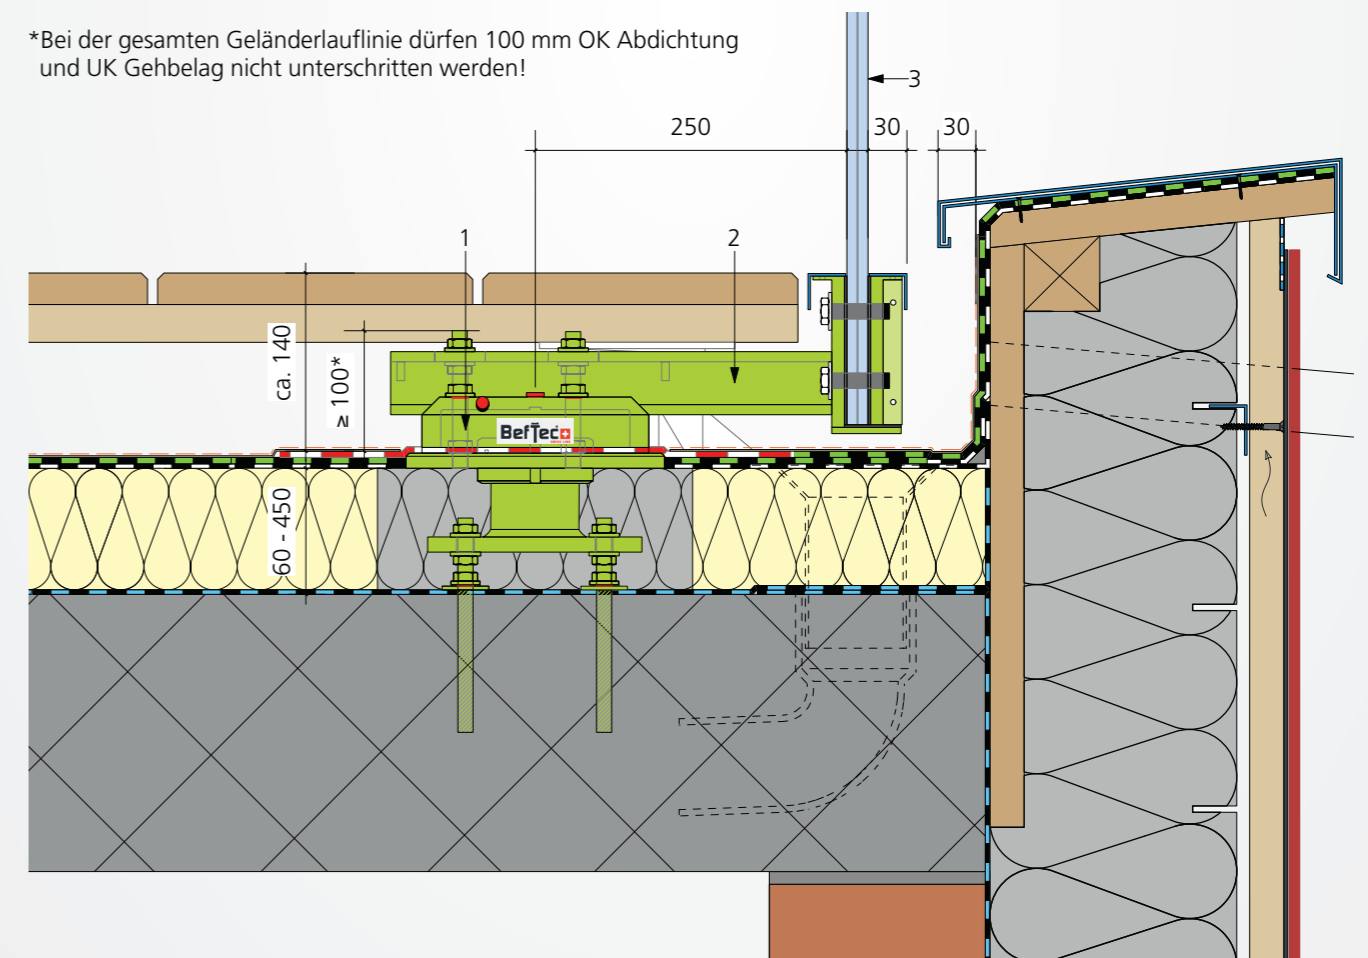 *Bei der gesamten Geländerlauflinie dürfen 100 mm OK Abdichtung
und UK Gehbelag nicht unterschritten werden!
3
250
30
30
1
2
ca. 140
≥ 100*
BefTec
60 - 450